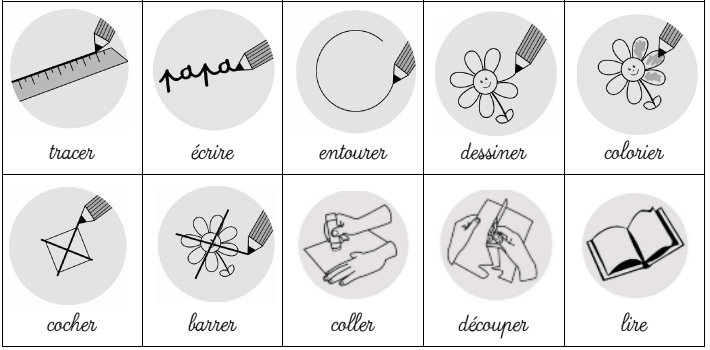 tracer
papa
écrire
entourer
dessiner
colorier
cocher
barrer
coller
découper
lire